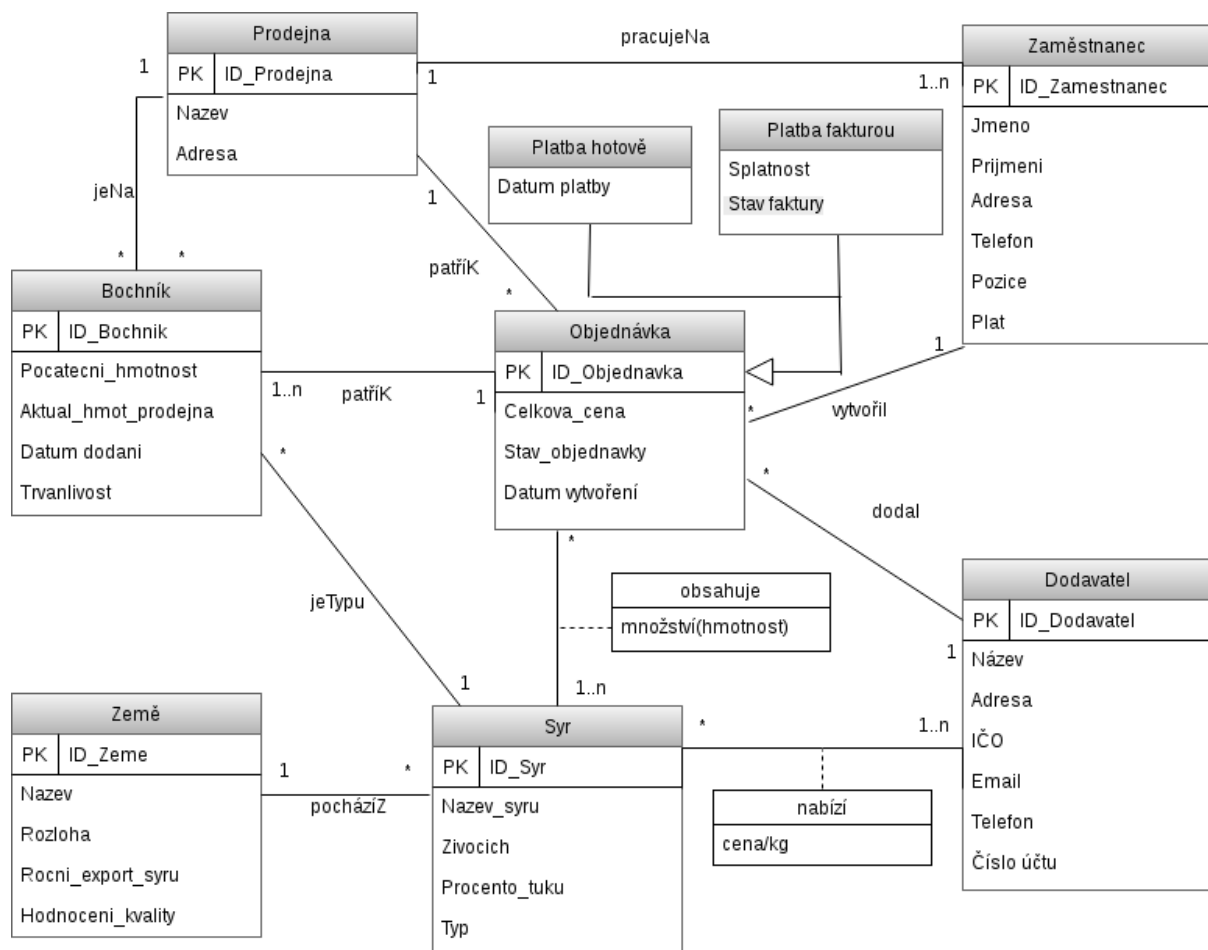 Prodejna
PK ID_Prodejna
Nazev
Adresa
pracujeNa
1
1..n
Zaměstnanec
PK ID_Zamestnanec
Jmeno
Prijmeni
Adresa
Telefon
Pozice
Plat
Platba hotově
Datum platby
Platba fakturou
Splatnost
Stav faktury
1
jeNa
*
*
1
patříK
*
Bochník
PK ID_Bochnik
Pocatecni_hmotnost
Aktual_hmot_prodejna
Datum dodani
Trvanlivost
1..n
patříK
1
Objednávka
PK ID_Objednavka
Celkova_cena
Stav_objednavky
Datum vytvoření
1
vytvořil
*
*
dodal
1
*
jeTypu
1
*
obsahuje
množství(hmotnost)
1..n
Dodavatel
PK ID_Dodavatel
Název
Adresa
IČO
Email
Telefon
Číslo účtu
Země
PK ID_Zeme
Nazev
Rozloha
Rocni_export_syru
Hodnoceni_kvality
1
pocházíZ
*
Syr
PK ID_Syr
Nazev_syru
Zivocich
Procento_tuku
Typ
*
1..n
nabízí
cena/kg